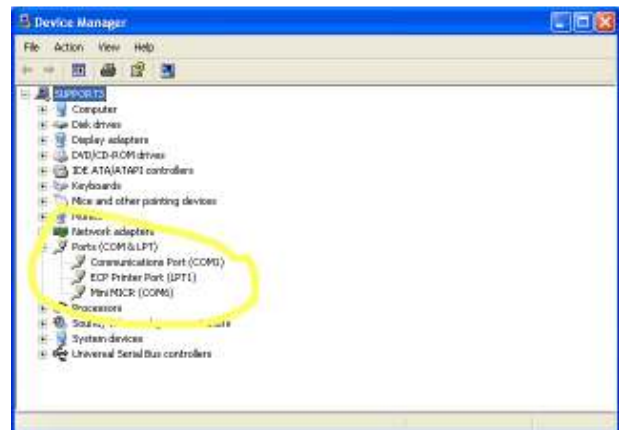 Device Manager
File Action View Help
SUPPORT3
Computer
Disk drives
Display adapters
DVD/CD-ROM drives
IDE ATA/ATAPI controllers
Keyboards
Mice and other pointing devices
Network adapters
Ports (COM & LPT)
Communications Port (COM1)
ECP Printer Port (LPT1)
Mini MICR (COM6)
Processors
System devices
Universal Serial Bus controllers